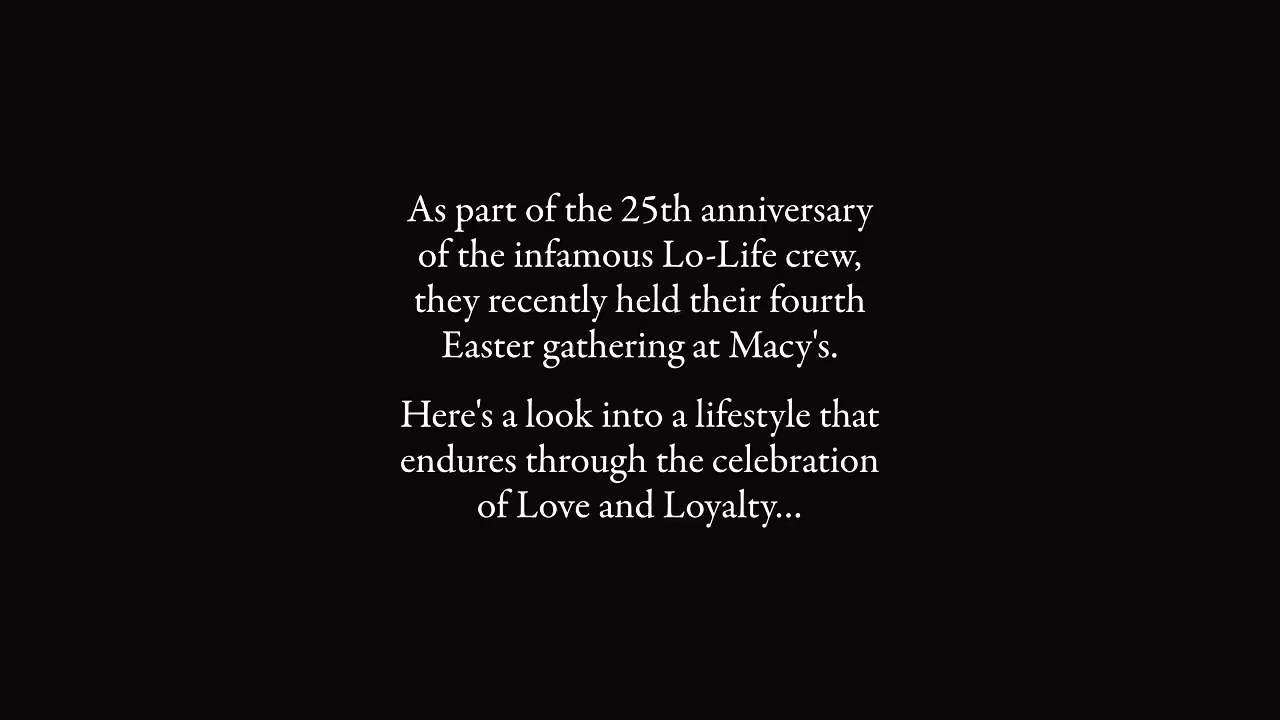 As part of the 25th anniversary
of the infamous Lo-Life crew,
they recently held their fourth
Easter gathering at Macy's.
Here's a look into a lifestyle that
endures through the celebration
of Love and Loyalty...